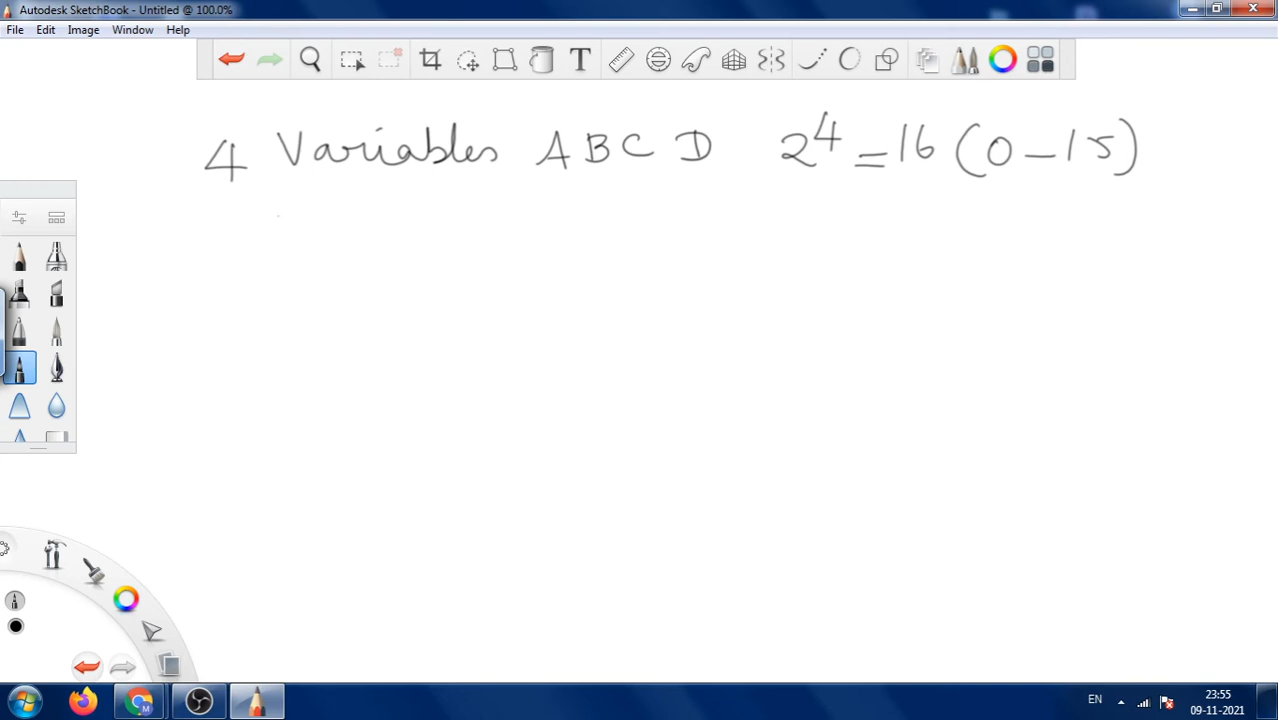 Autodesk SketchBook - Untitled @ 100.0%
File Edit Image Window Help
T
4 Variables A B C D 2⁴ = 16 (0 – 15)
EN
23:55
09-11-2021